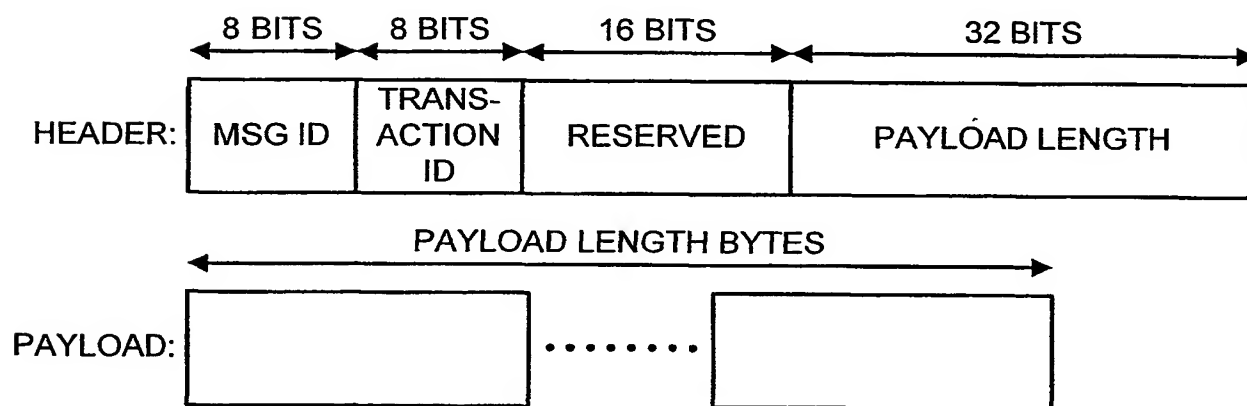 8 BITS 8 BITS 16 BITS 32 BITS
HEADER: MSG ID TRANS-
ACTION
ID RESERVED PAYLOAD LENGTH
PAYLOAD LENGTH BYTES
PAYLOAD: ........